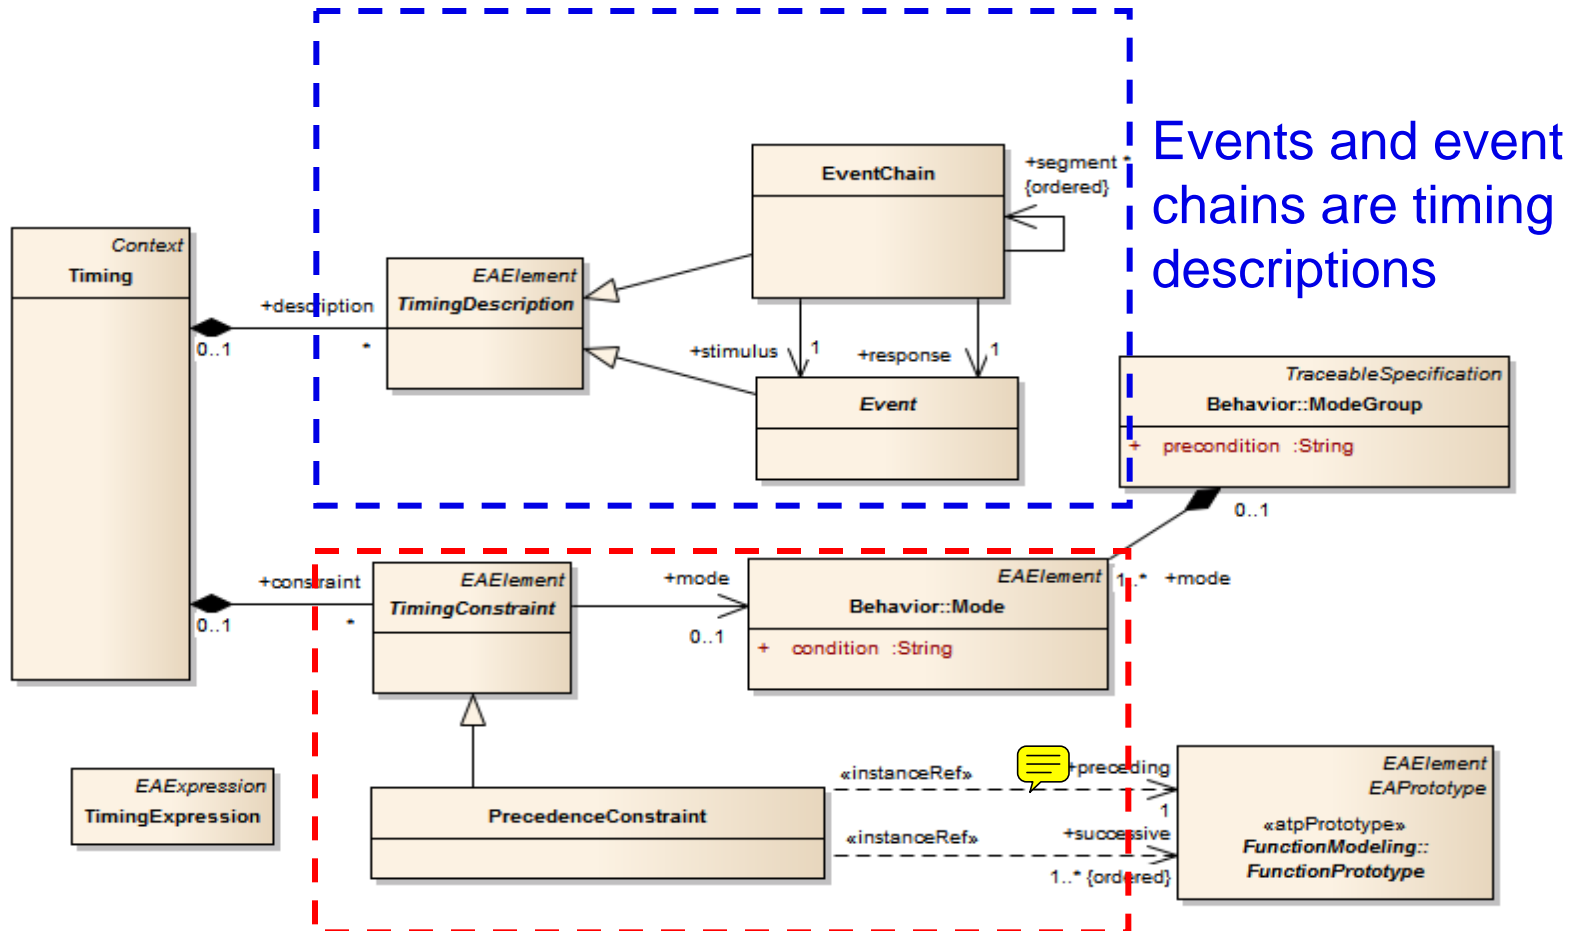 Events and event
chains are timing
descriptions
Context
Timing
+description
0..1
*
EAElement
TimingDescription
EventChain
+segment *
{ordered}
+stimulus
1
+response
1
Event
TraceableSpecification
Behavior::ModeGroup
+ precondition :String
0..1
+constraint
0..1
*
EAElement
TimingConstraint
+mode
0..1
EAElement
Behavior::Mode
+ condition :String
1..* +mode
EAExpression
TimingExpression
PrecedenceConstraint
«instanceRef»
+preceding
1
«instanceRef»
+successive
1..* {ordered}
EAElement
EAPrototype
«atpPrototype»
FunctionModeling::
FunctionPrototype